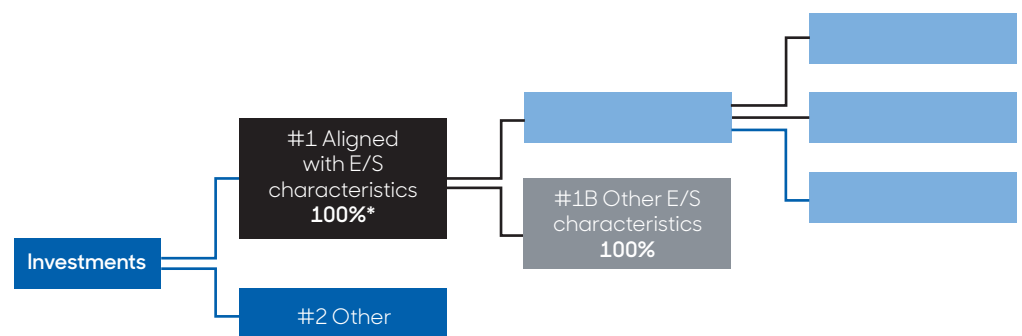 #1 Aligned
with E/S
characteristics
100%*
#1B Other E/S
characteristics
100%
Investments
#2 Other